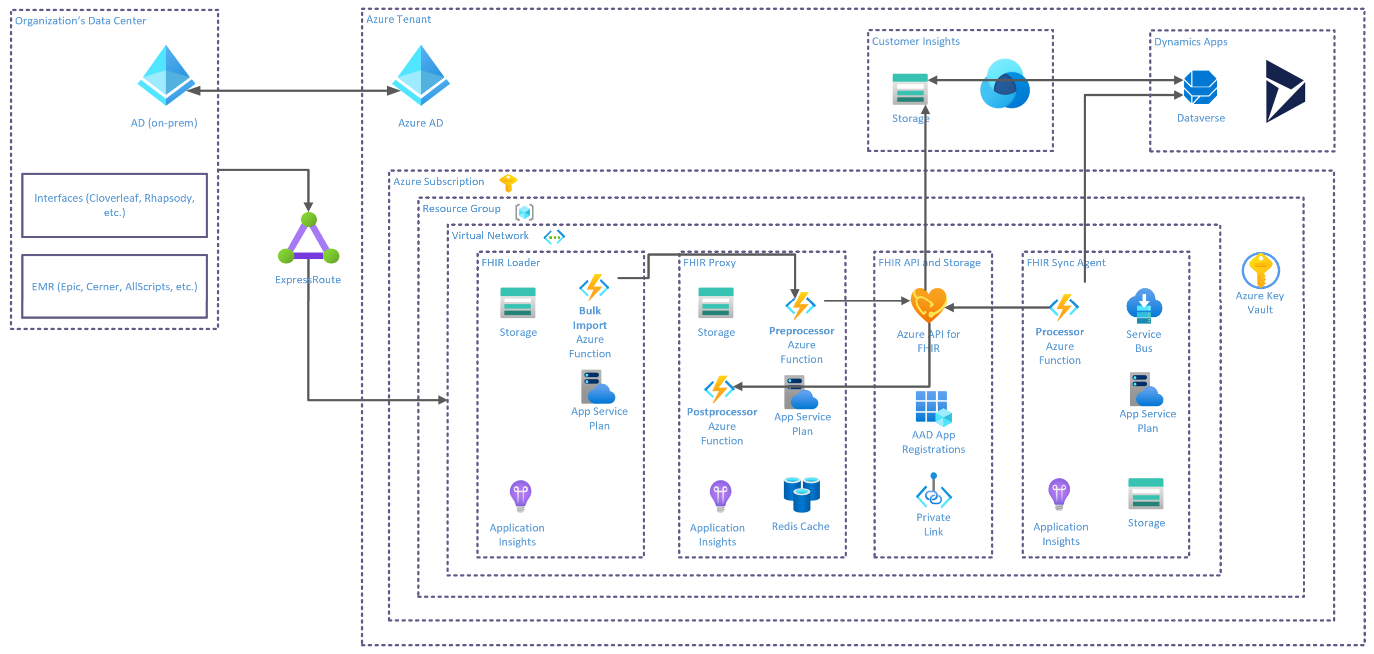 Organization's Data Center
AD (on-prem)
Interfaces (Cloverleaf, Rhapsody,
etc.)
EMR (Epic, Cerner, AllScripts, etc.)
ExpressRoute
Azure Tenant
Azure AD
Customer Insights
Storage
Dynamics Apps
Dataverse
Azure Subscription
Resource Group
Virtual Network
FHIR Loader
Storage
Bulk
Import
Azure
Function
App Service
Plan
Application
Insights
FHIR Proxy
Storage
Preprocessor
Azure
Function
Postprocessor
Azure
Function
App Service
Plan
Application
Insights
Redis Cache
FHIR API and Storage
Azure API for
FHIR
AAD App
Registrations
Private
Link
FHIR Sync Agent
Processor
Azure
Function
Service
Bus
App Service
Plan
Application
Insights
Storage
Azure Key
Vault